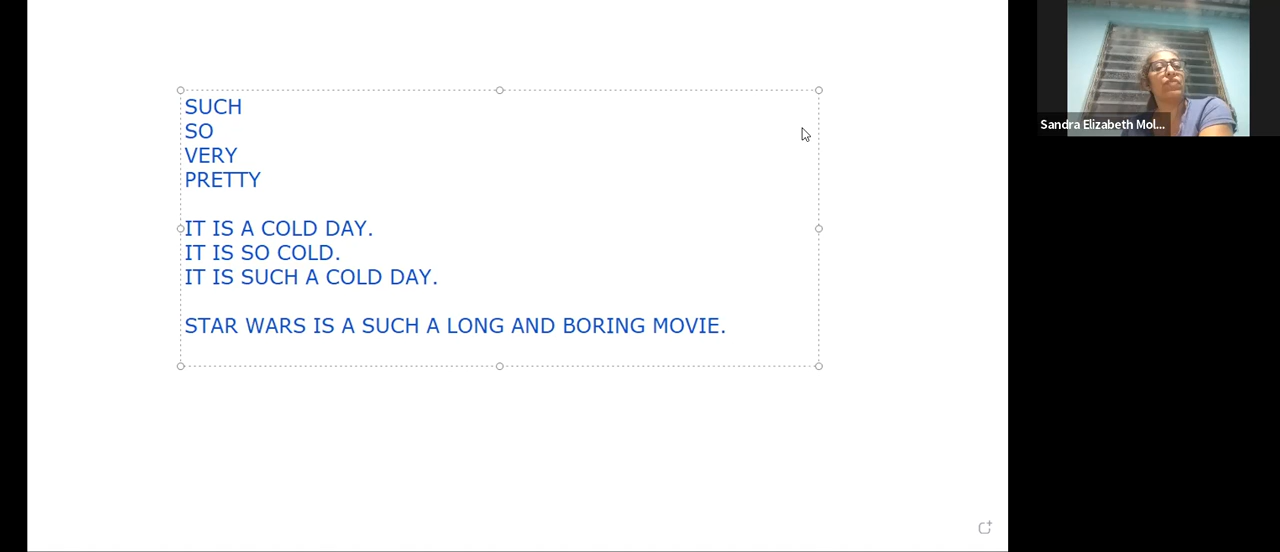 SUCH
SO
VERY
PRETTY
IT IS A COLD DAY.
IT IS SO COLD.
IT IS SUCH A COLD DAY.
STAR WARS IS A SUCH A LONG AND BORING MOVIE.
Sandra Elizabeth Mol...